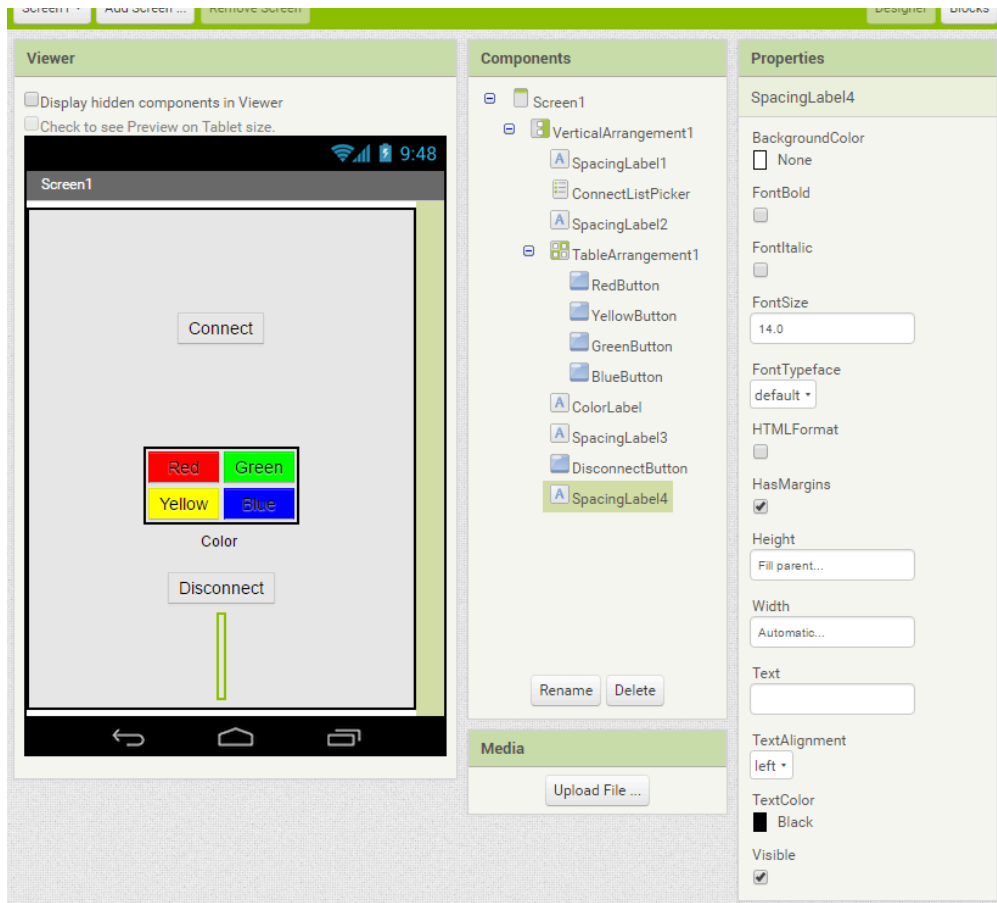 Screen1 Add Screen ... Remove Screen Designer Blocks
Viewer
Display hidden components in Viewer
Check to see Preview on Tablet size.
9:48
Screen1
Connect
Red Green
Yellow Blue
Color
Disconnect
Components
Screen1
VerticalArrangement1
SpacingLabel1
ConnectListPicker
SpacingLabel2
TableArrangement1
RedButton
YellowButton
GreenButton
BlueButton
ColorLabel
SpacingLabel3
DisconnectButton
SpacingLabel4
Rename Delete
Media
Upload File ...
Properties
SpacingLabel4
BackgroundColor
None
FontBold
FontItalic
FontSize
14.0
FontTypeface
default
HTMLFormat
HasMargins
Height
Fill parent...
Width
Automatic...
Text
TextAlignment
left
TextColor
Black
Visible